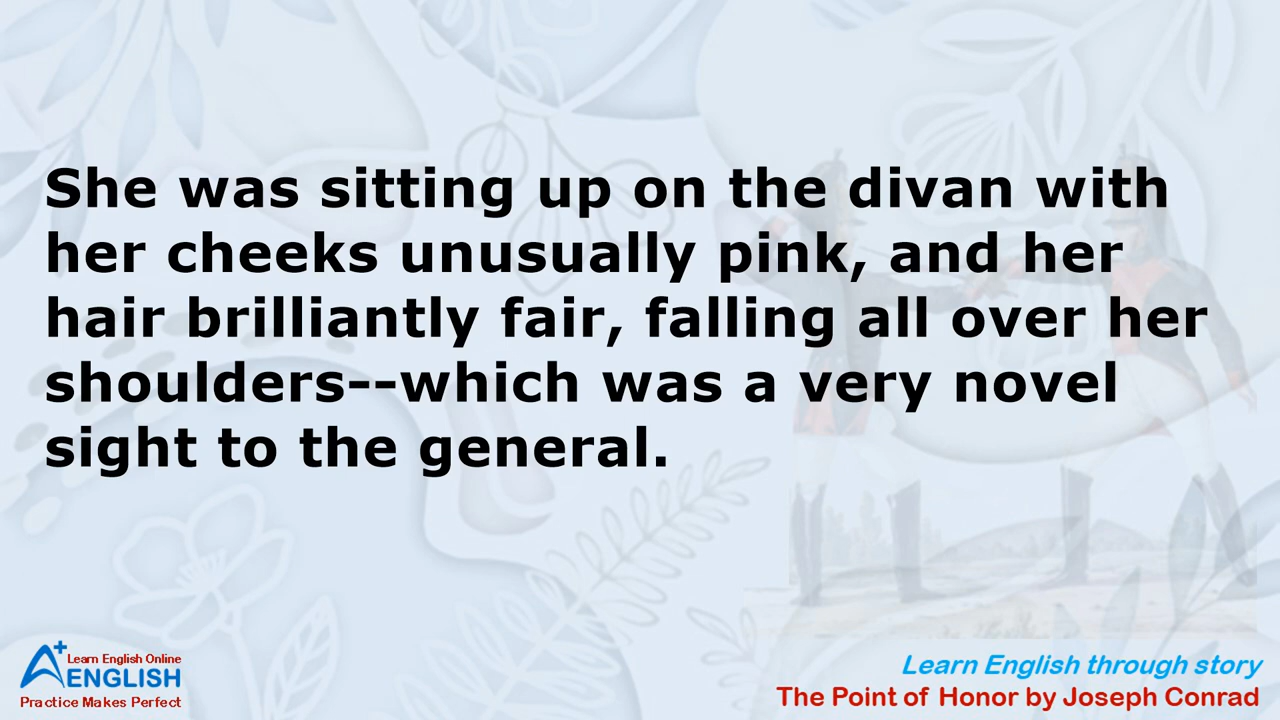 She was sitting up on the divan with
her cheeks unusually pink, and her
hair brilliantly fair, falling all over her
shoulders--which was a very novel
sight to the general.
A+ Learn English Online
ENGLISH
Practice Makes Perfect
Learn English through story
The Point of Honor by Joseph Conrad